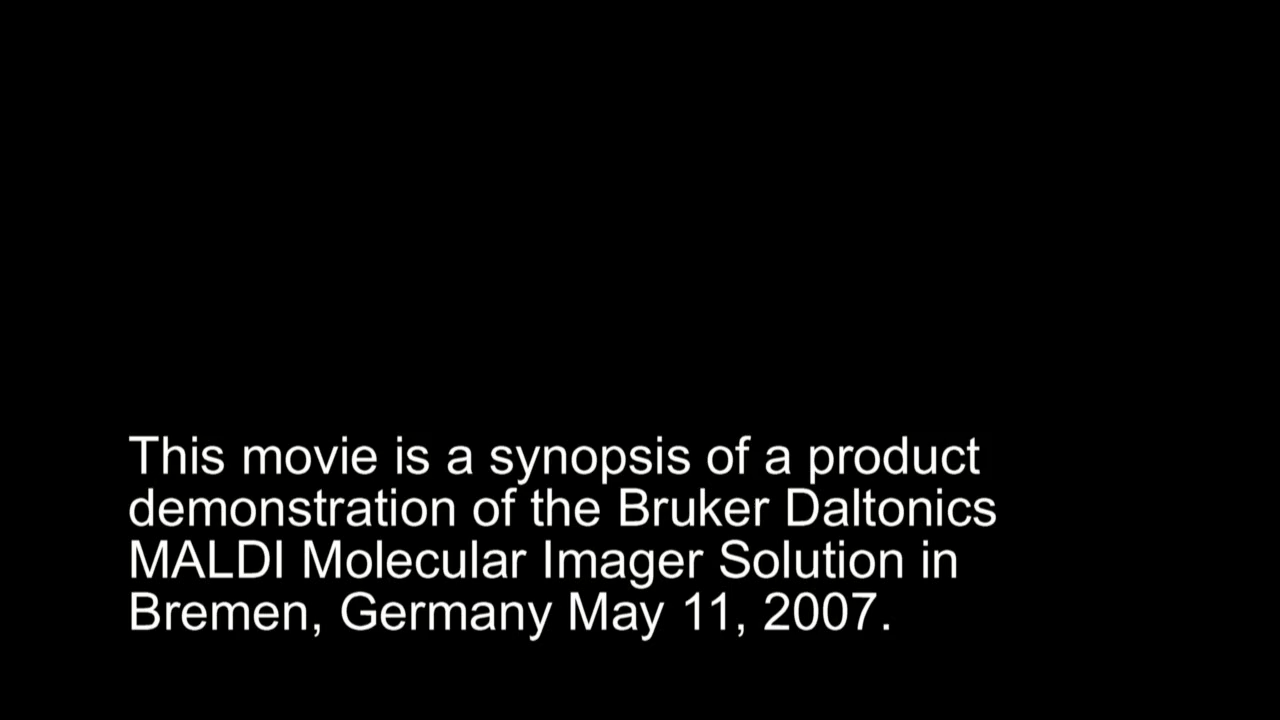 This movie is a synopsis of a product
demonstration of the Bruker Daltonics
MALDI Molecular Imager Solution in
Bremen, Germany May 11, 2007.